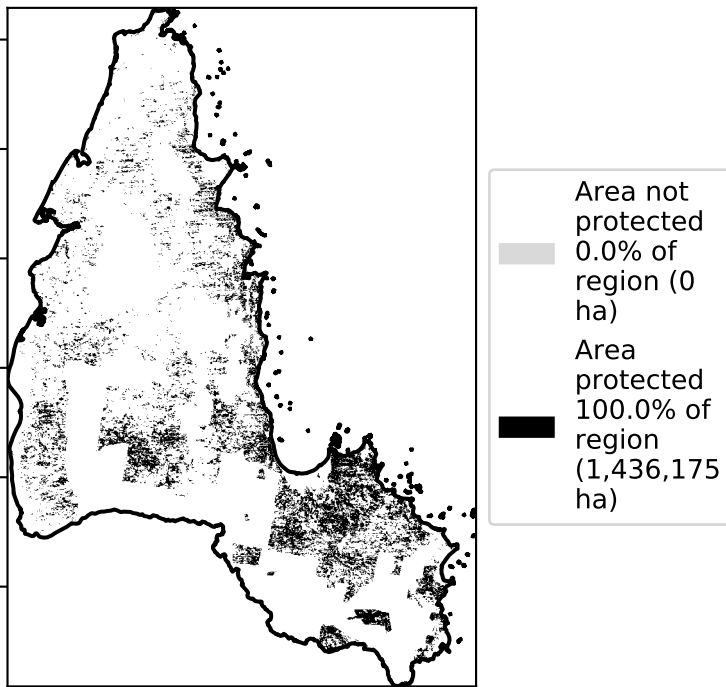 Area not
protected
0.0% of
region (0
ha)
Area
protected
100.0% of
region
(1,436,175
ha)